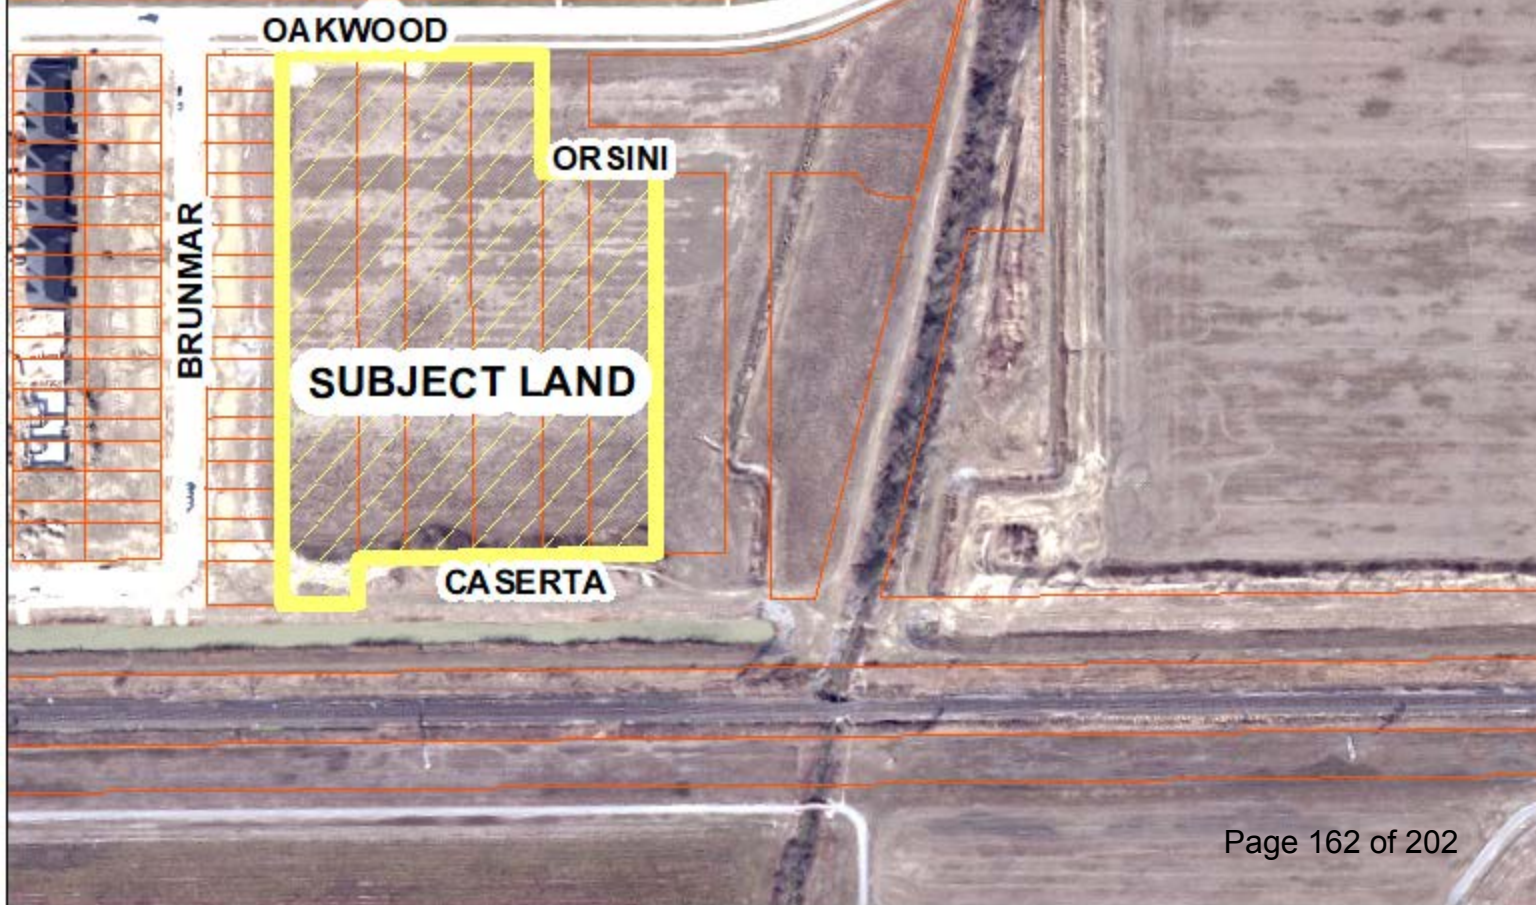 OAKWOOD
ORSINI
BRUNMAR
SUBJECT LAND
CASERTA
Page 162 of 202